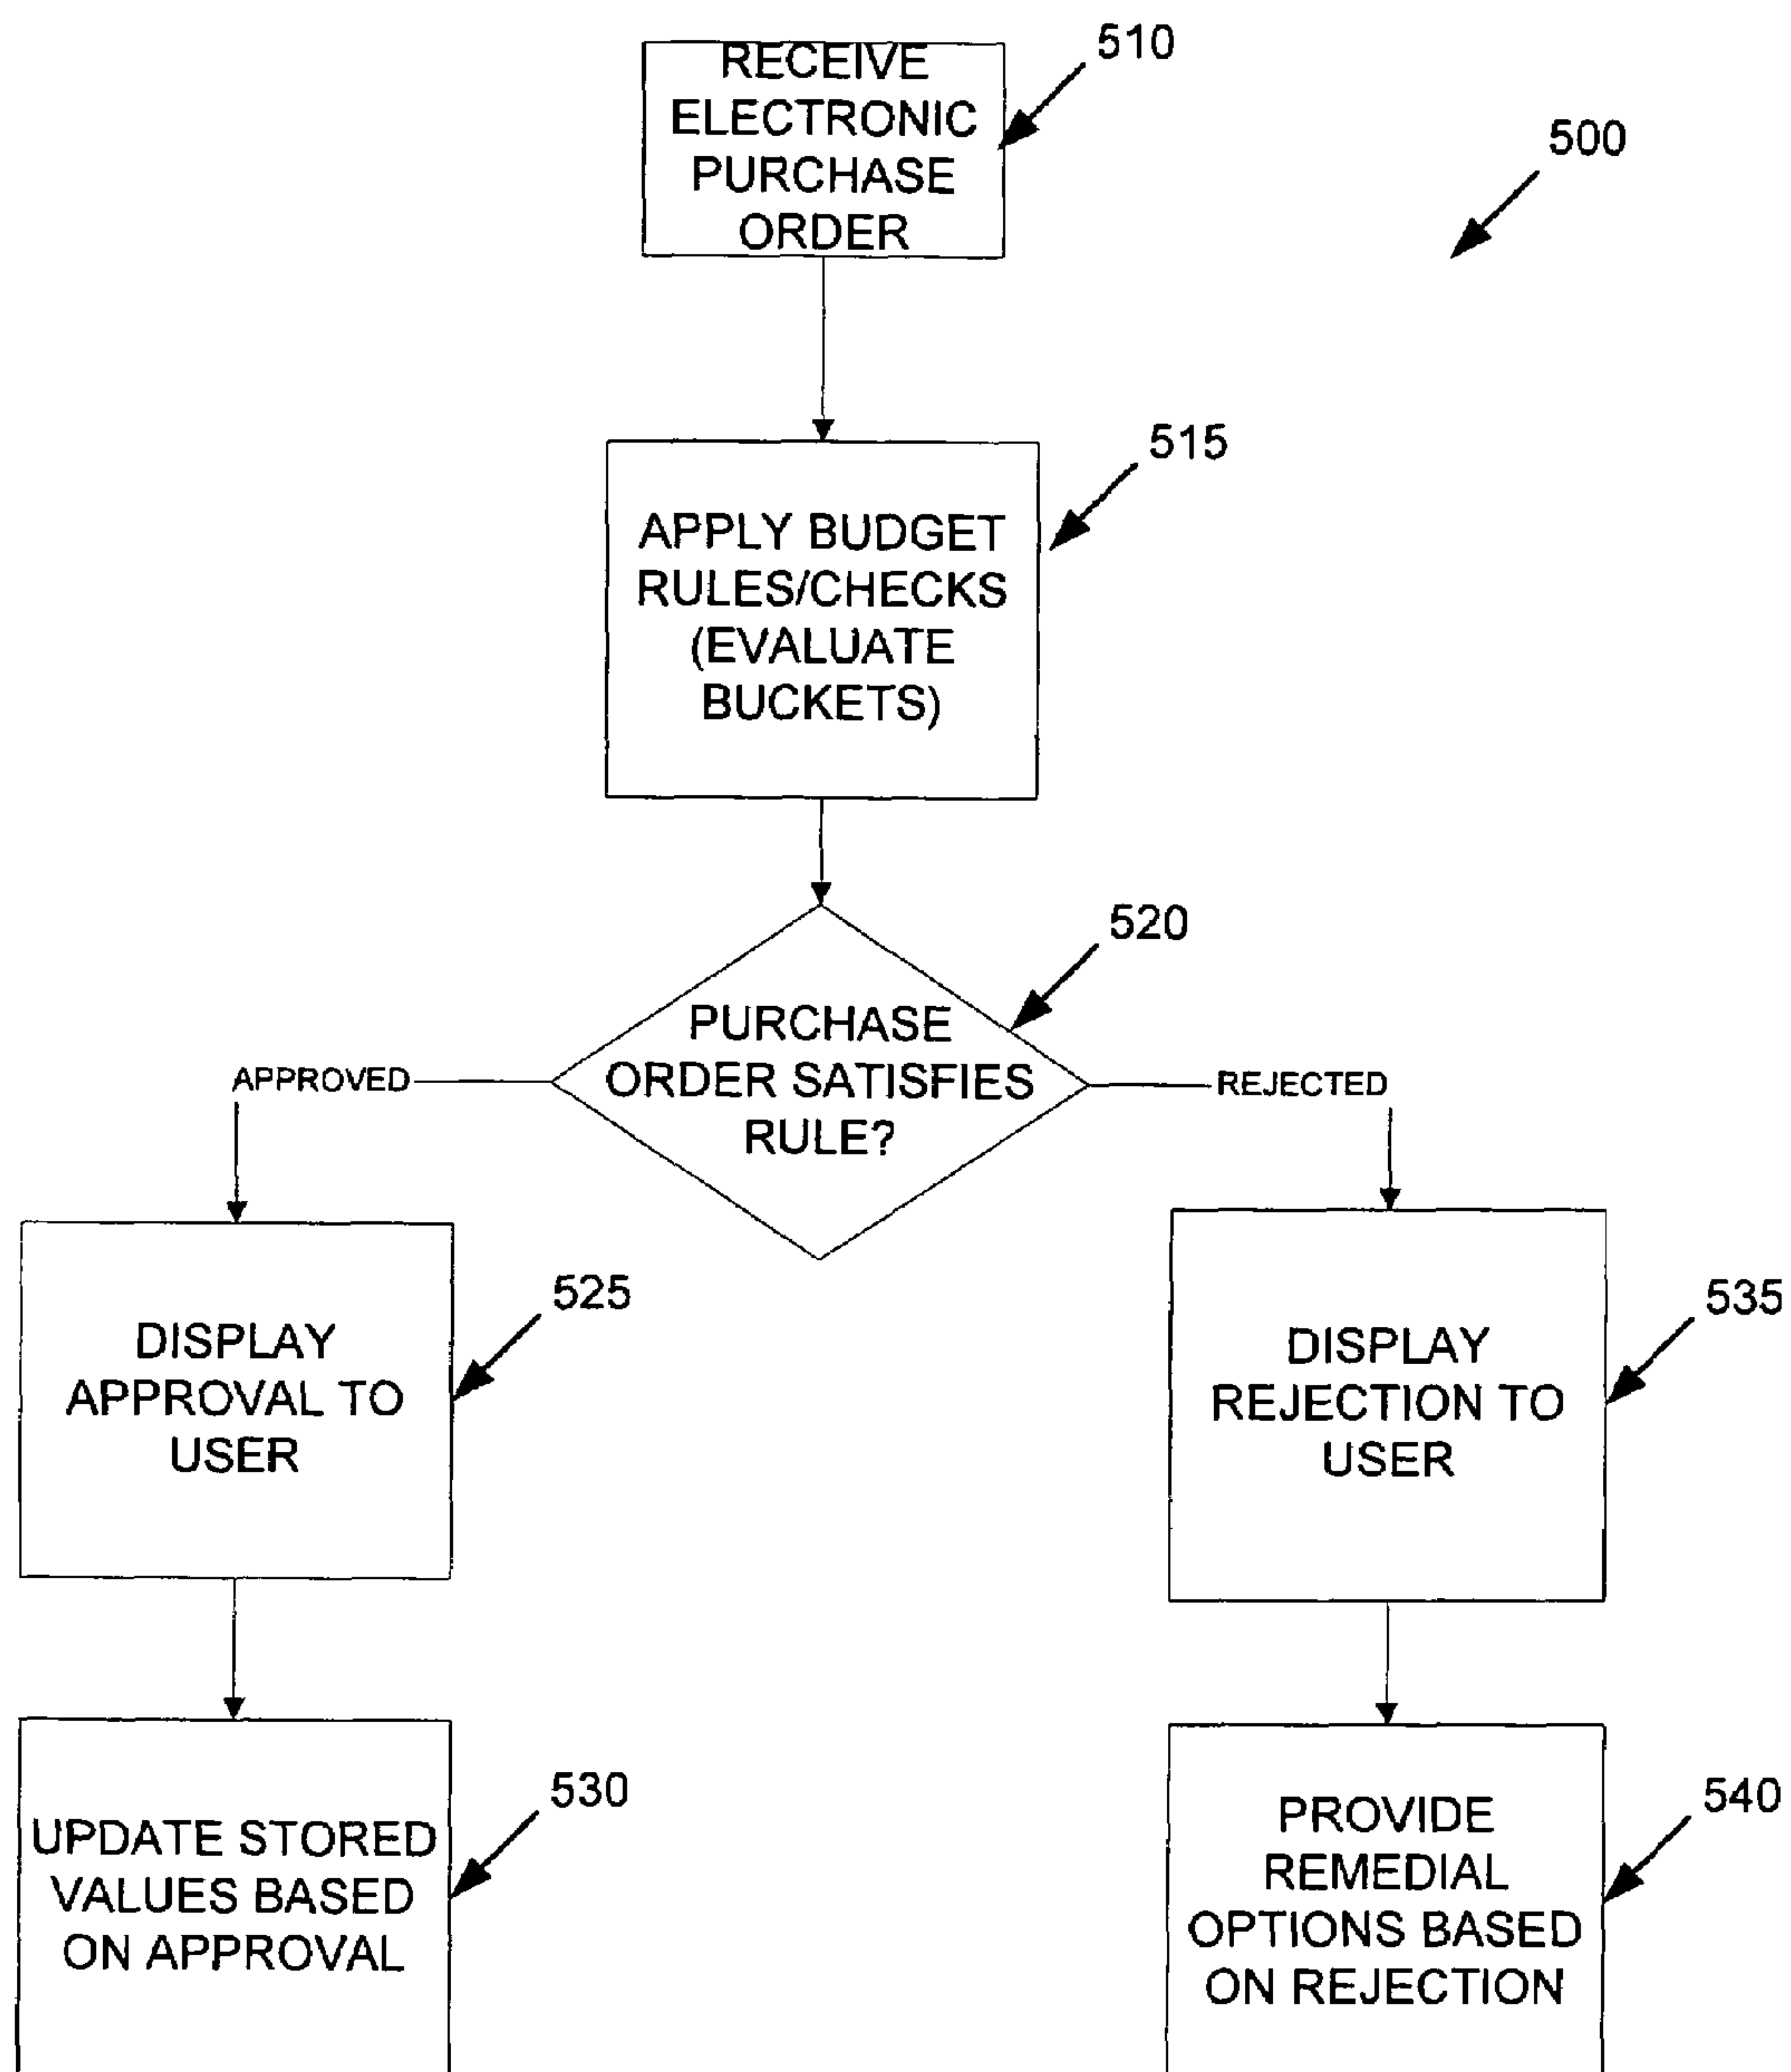 RECEIVE
ELECTRONIC
PURCHASE
ORDER
510
500
APPLY BUDGET
RULES/CHECKS
(EVALUATE
BUCKETS)
515
PURCHASE
ORDER SATISFIES
RULE?
520
APPROVED
REJECTED
DISPLAY
APPROVAL TO
USER
525
DISPLAY
REJECTION TO
USER
535
UPDATE STORED
VALUES BASED
ON APPROVAL
530
PROVIDE
REMEDIAL
OPTIONS BASED
ON REJECTION
540